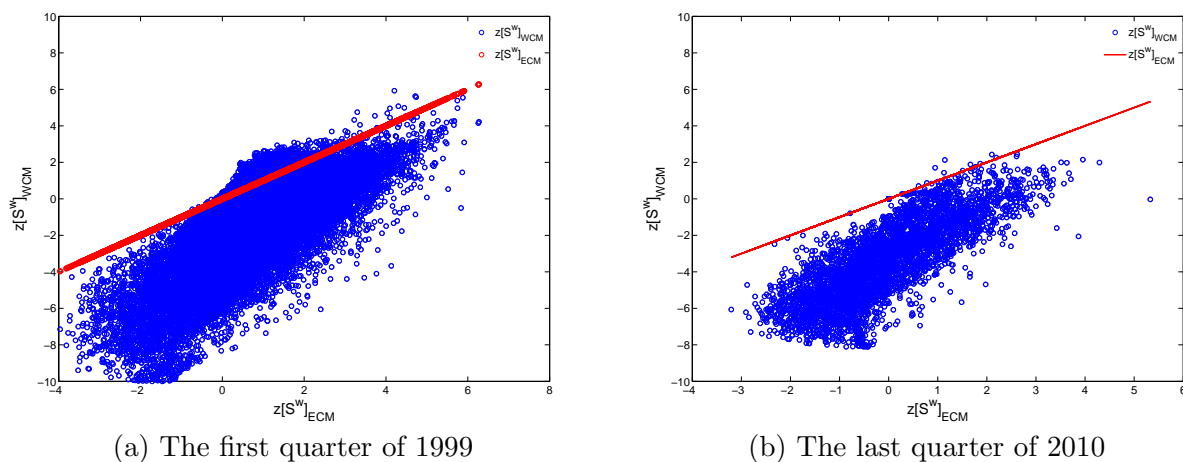 10
8
6
4
2
0
−2
−4
−6
−8
−10
−4 −2 0 2 4 6 8
z[S^w]_WCM
z[S^w]_ECM
z[S^w]_WCM
z[S^w]_ECM
(a) The first quarter of 1999
10
8
6
4
2
0
−2
−4
−6
−8
−10
−4 −3 −2 −1 0 1 2 3 4 5 6
z[S^w]_WCM
z[S^w]_ECM
z[S^w]_WCM
z[S^w]_ECM
(b) The last quarter of 2010